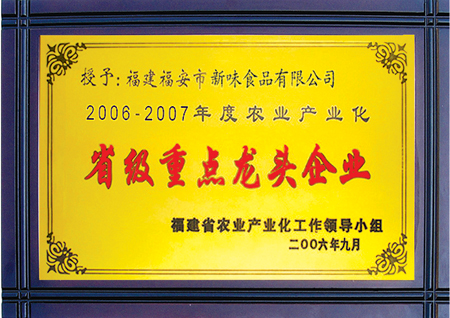 授予：福建福安市新味食品有限公司
2006-2007年度农业产业化
省级重点龙头企业
福建省农业产业化工作领导小组
二00六年九月